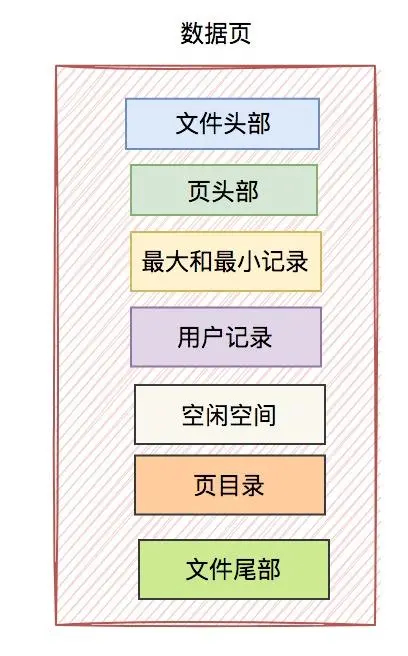 数据页
文件头部
页头部
最大和最小记录
用户记录
空闲空间
页目录
文件尾部